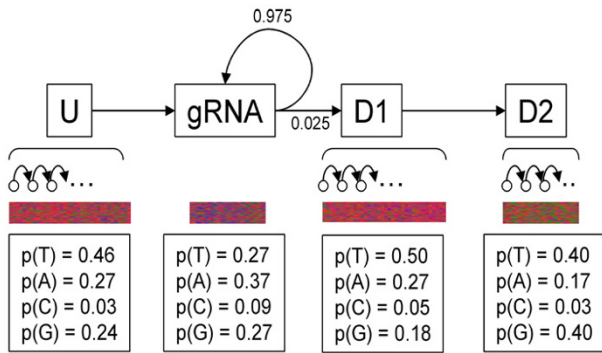 0.975
U
gRNA
0.025
D1
D2
...
...
..
p(T) = 0.46
p(A) = 0.27
p(C) = 0.03
p(G) = 0.24
p(T) = 0.27
p(A) = 0.37
p(C) = 0.09
p(G) = 0.27
p(T) = 0.50
p(A) = 0.27
p(C) = 0.05
p(G) = 0.18
p(T) = 0.40
p(A) = 0.17
p(C) = 0.03
p(G) = 0.40